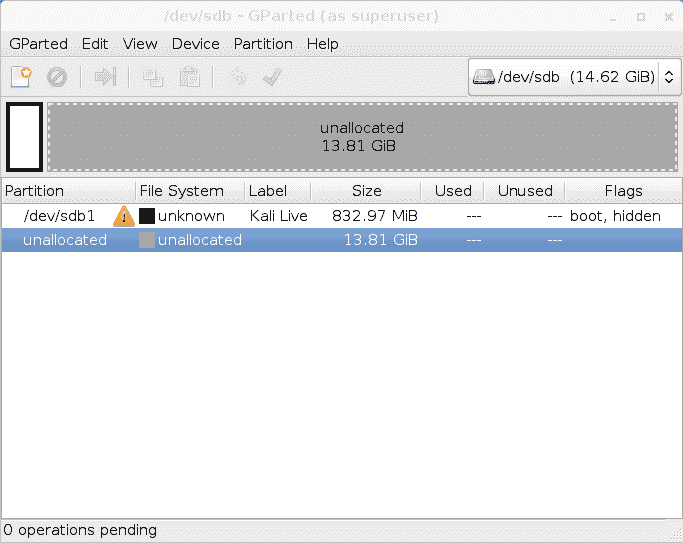 /dev/sdb - GParted (as superuser)
GParted Edit View Device Partition Help
/dev/sdb (14.62 GiB)
unallocated
13.81 GiB
Partition File System Label Size Used Unused Flags
/dev/sdb1 unknown Kali Live 832.97 MiB --- --- boot, hidden
unallocated unallocated 13.81 GiB --- ---
0 operations pending